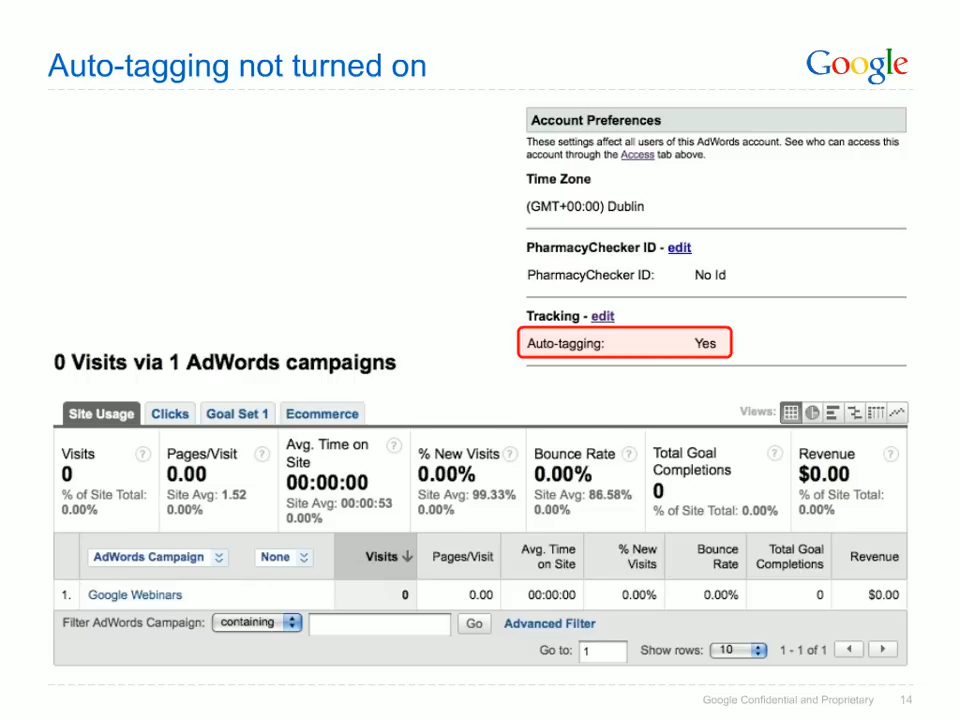 Auto-tagging not turned on
Google
Account Preferences
These settings affect all users of this AdWords account. See who can access this
account through the Access tab above.
Time Zone
(GMT+00:00) Dublin
PharmacyChecker ID - edit
PharmacyChecker ID: No Id
Tracking - edit
Auto-tagging: Yes
0 Visits via 1 AdWords campaigns
Site Usage Clicks Goal Set 1 Ecommerce Views:
Visits ? Pages/Visit ? Avg. Time on Site ? % New Visits ? Bounce Rate ? Total Goal Completions ? Revenue ?
0 0.00 00:00:00 0.00% 0.00% 0 $0.00
% of Site Total: 0.00% Site Avg: 1.52 0.00% Site Avg: 00:00:53 0.00% Site Avg: 99.33% 0.00% Site Avg: 86.58% 0.00% % of Site Total: 0.00% % of Site Total: 0.00%
AdWords Campaign None Visits Pages/Visit Avg. Time on Site % New Visits Bounce Rate Total Goal Completions Revenue
1. Google Webinars 0 0.00 00:00:00 0.00% 0.00% 0 $0.00
Filter AdWords Campaign: containing Go Advanced Filter
Go to: 1 Show rows: 10 1 - 1 of 1
Google Confidential and Proprietary 14